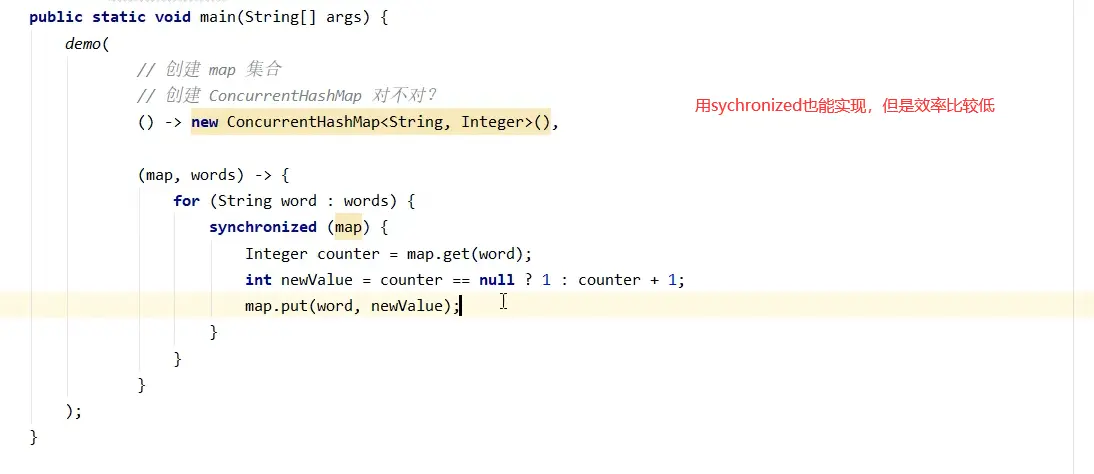 public static void main(String[] args) {
demo(
// 创建 map 集合
// 创建 ConcurrentHashMap 对不对?
() -> new ConcurrentHashMap<String, Integer>(),
用sychronized也能实现，但是效率比较低
(map, words) -> {
for (String word : words) {
synchronized (map) {
Integer counter = map.get(word);
int newValue = counter == null ? 1 : counter + 1;
map.put(word, newValue);
}
}
}
);
}